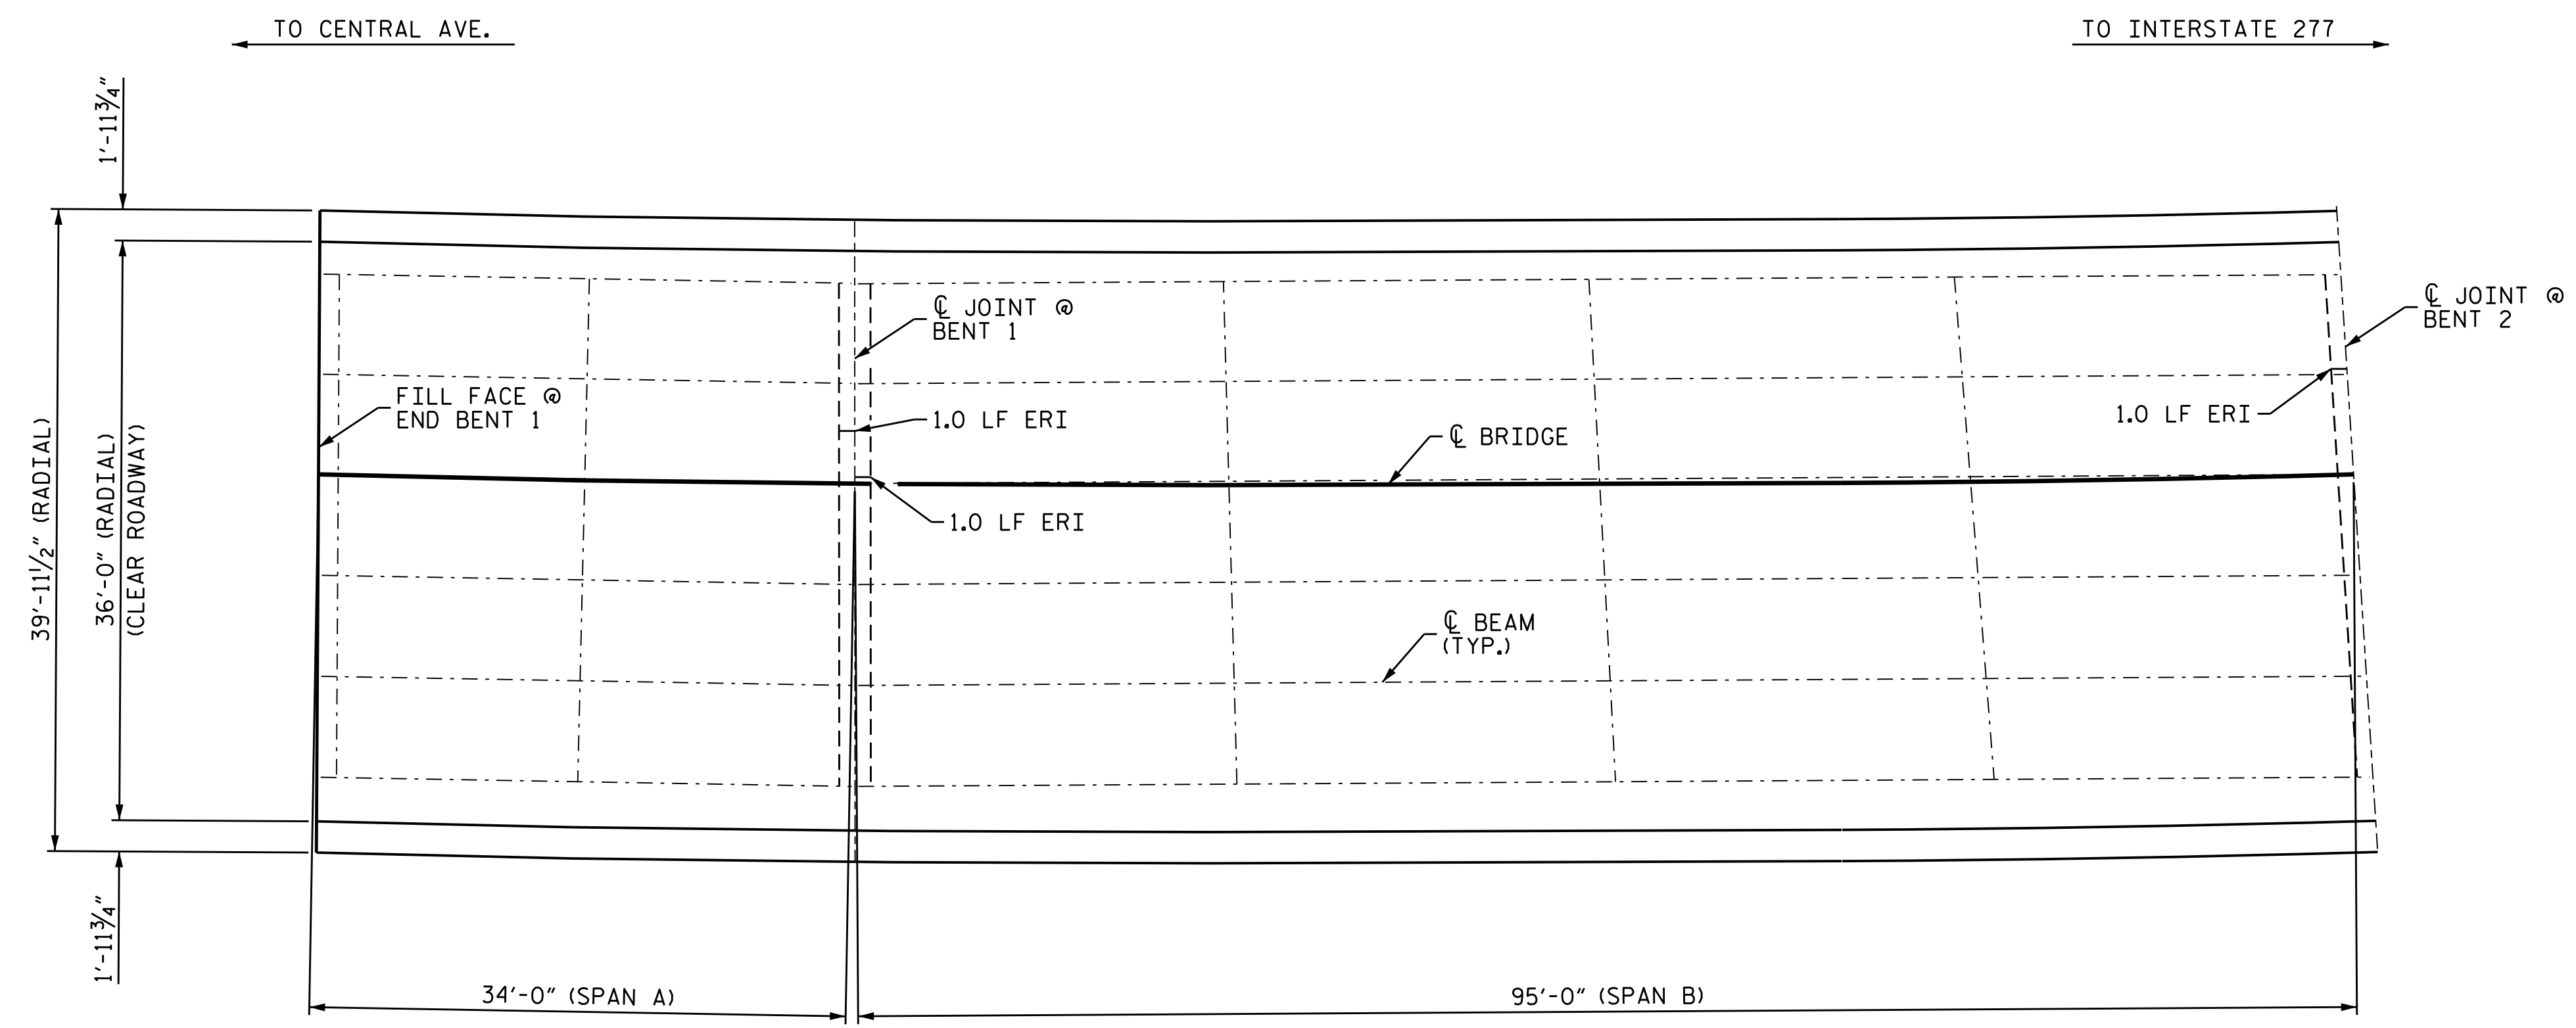 TO CENTRAL AVE.
TO INTERSTATE 277
1'-11¾"
39'-11½" (RADIAL)
36'-0" (RADIAL)
(CLEAR ROADWAY)
1'-11¾"
FILL FACE @
END BENT 1
℄ JOINT @
BENT 1
1.0 LF ERI
1.0 LF ERI
℄ BRIDGE
℄ BEAM
(TYP.)
℄ JOINT @
BENT 2
1.0 LF ERI
34'-0" (SPAN A)
95'-0" (SPAN B)